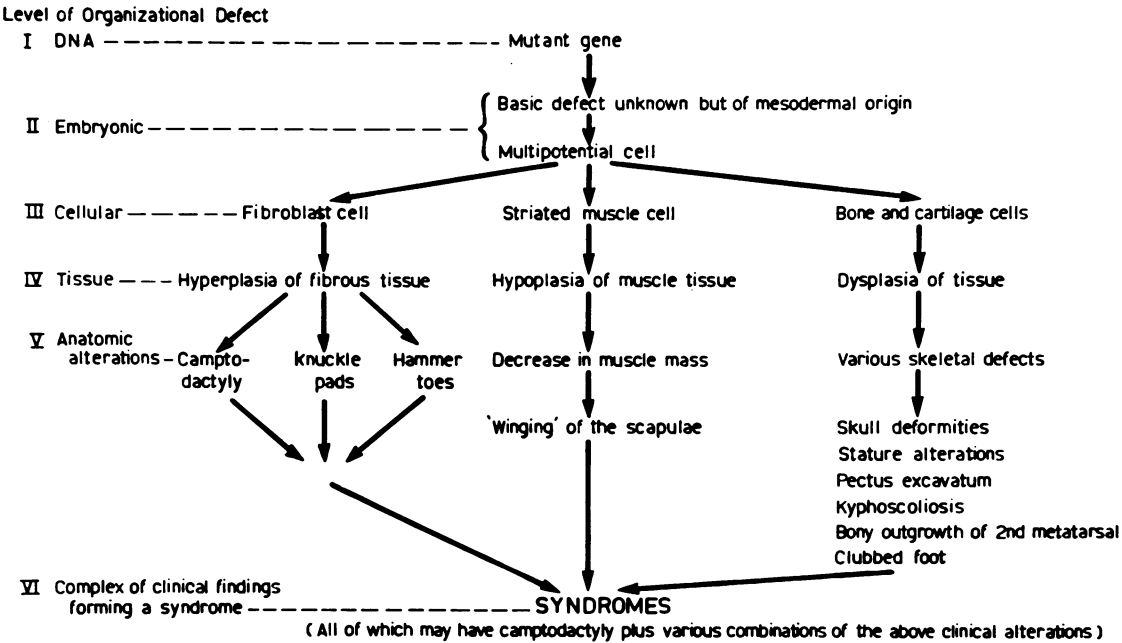 Level of Organizational Defect
I DNA Mutant gene
Basic defect unknown but of mesodermal origin
II Embryonic
Multipotential cell
III Cellular Fibroblast cell Striated muscle cell Bone and cartilage cells
IV Tissue Hyperplasia of fibrous tissue Hypoplasia of muscle tissue Dysplasia of tissue
V Anatomic
alterations Campto- knuckle Hammer Decrease in muscle mass Various skeletal defects
dactyly pads toes
'Winging' of the scapulae Skull deformities
Stature alterations
Pectus excavatum
Kyphoscoliosis
Bony outgrowth of 2nd metatarsal
Clubbed foot
VI Complex of clinical findings
forming a syndrome SYNDROMES
(All of which may have camptodactyly plus various combinations of the above clinical alterations)